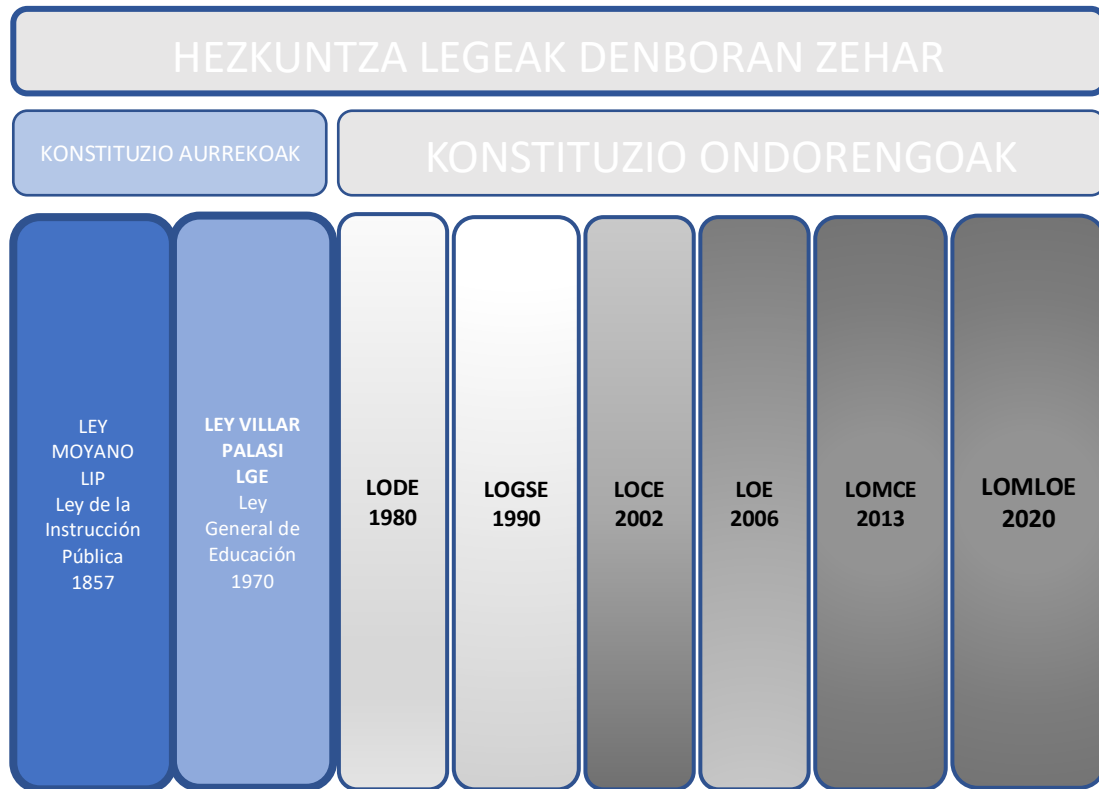 HEZKUNTZA LEGEAK DENBORAN ZEHAR
KONSTITUZIO AURREKOAK
KONSTITUZIO ONDORENGOAK
LEY
MOYANO
LIP
Ley de la
Instrucción
Pública
1857
LEY VILLAR
PALASI
LGE
Ley
General de
Educación
1970
LODE
1980
LOGSE
1990
LOCE
2002
LOE
2006
LOMCE
2013
LOMLOE
2020